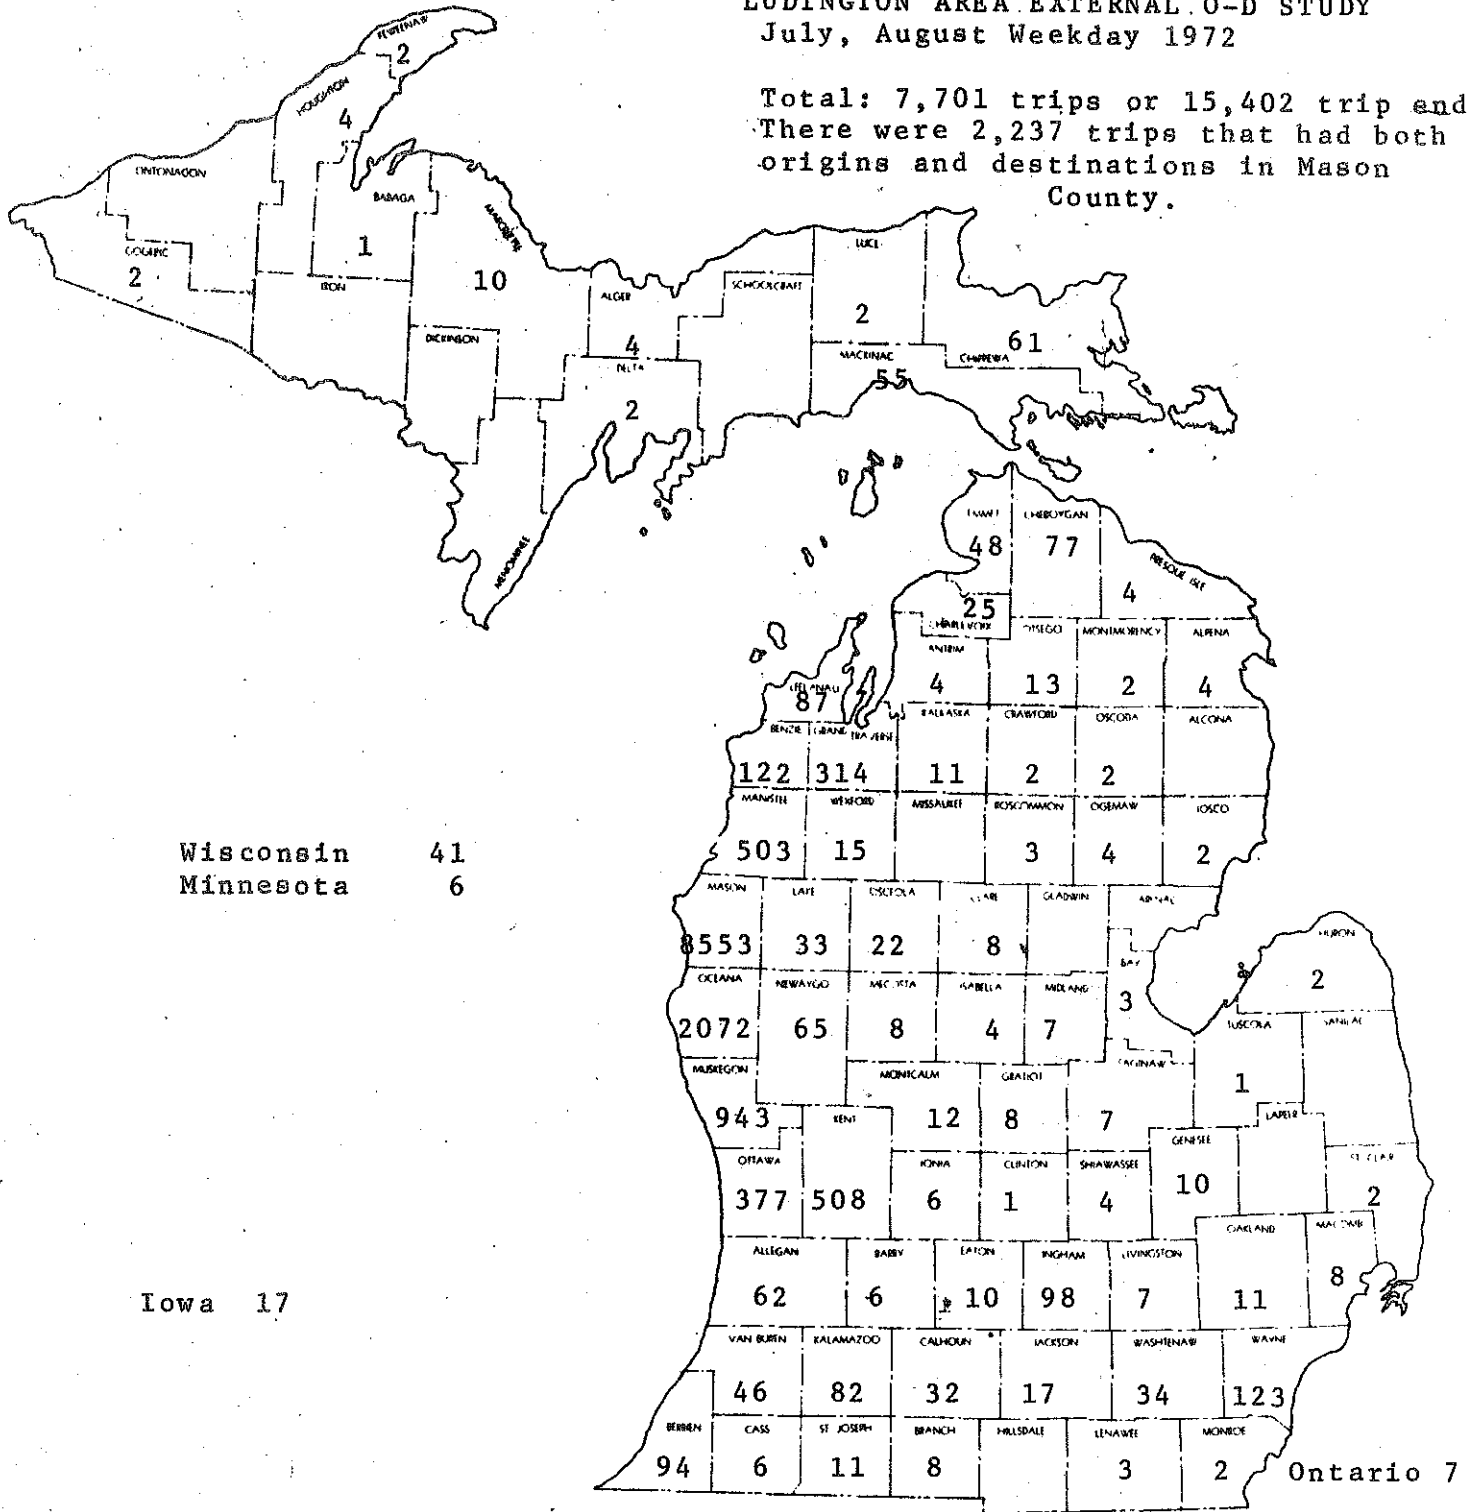 LUDINGTON AREA EXTERNAL O-D STUDY
July, August Weekday 1972
Total: 7,701 trips or 15,402 trip end
There were 2,237 trips that had both
origins and destinations in Mason
County.
KEWEENAW
2
HOUGHTON
4
ONTONAGON
BARAGA
1
MARQUETTE
10
GOGEBIC
2
IRON
DICKINSON
ALGER
4
SCHOOLCRAFT
LUCE
2
CHIPPEWA
61
MACKINAC
55
DELTA
2
MENOMINEE
EMMET
48
CHEBOYGAN
77
PRESQUE ISLE
4
25
CHARLEVOIX
ANTRIM
4
OTSEGO
13
MONTMORENCY
2
ALPENA
4
LEELANAU
87
BENZIE
122
GRAND TRAVERSE
314
KALKASKA
11
CRAWFORD
2
OSCODA
2
ALCONA
MANISTEE
503
WEXFORD
15
MISSAUKEE
ROSCOMMON
3
OGEMAW
4
IOSCO
2
Wisconsin 41
Minnesota 6
MASON
8553
LAKE
33
OSCEOLA
22
CLARE
8
GLADWIN
ARENAC
OCEANA
2072
NEWAYGO
65
MECOSTA
8
ISABELLA
4
MIDLAND
7
BAY
3
HURON
2
TUSCOLA
1
SANILAC
MUSKEGON
943
KENT
508
MONTCALM
12
GRATIOT
8
SAGINAW
7
LAPEER
GENESEE
10
ST CLAIR
2
OTTAWA
377
IONIA
6
CLINTON
1
SHIAWASSEE
4
OAKLAND
11
MACOMB
8
ALLEGAN
62
BARRY
6
EATON
10
INGHAM
98
LIVINGSTON
7
Iowa 17
VAN BUREN
46
KALAMAZOO
82
CALHOUN
32
JACKSON
17
WASHTENAW
34
WAYNE
123
BERRIEN
94
CASS
6
ST JOSEPH
11
BRANCH
8
HILLSDALE
LENAWEE
3
MONROE
2
Ontario 7